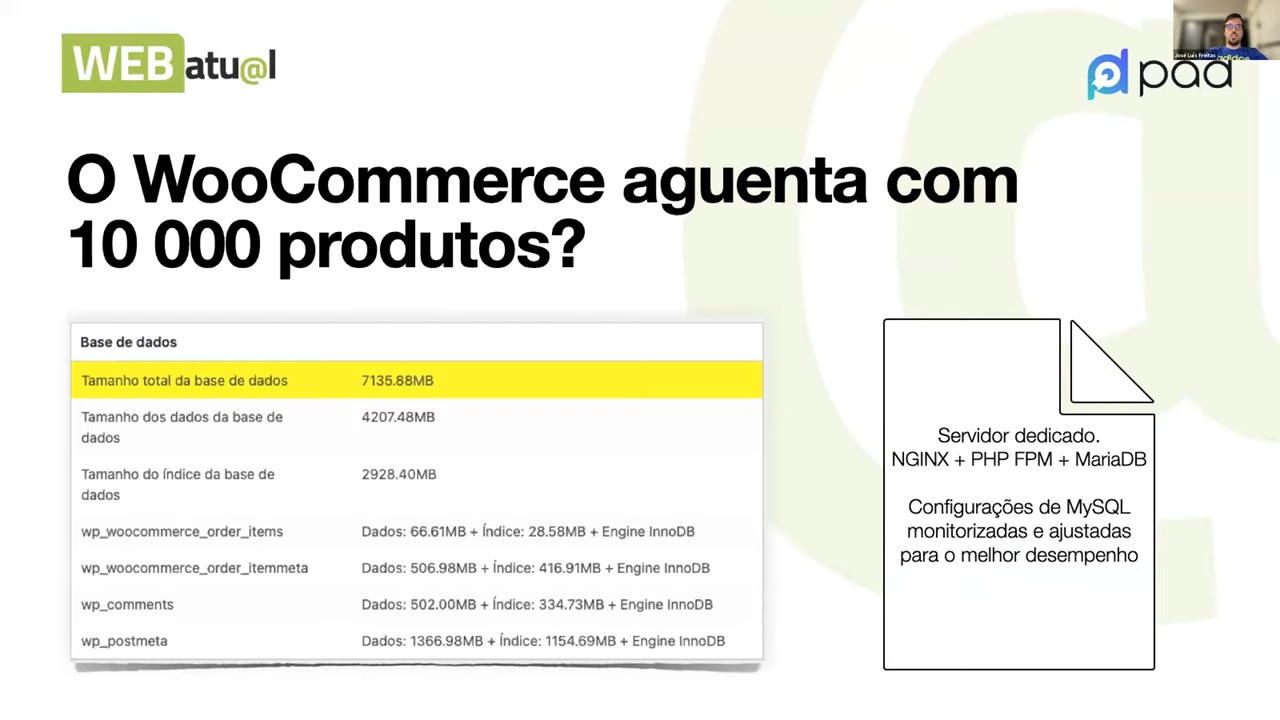 WEB atu@l
pad
José Luís Freitas
adidas
O WooCommerce aguenta com
10 000 produtos?
Base de dados
Tamanho total da base de dados 7135.88MB
Tamanho dos dados da base de
dados 4207.48MB
Tamanho do índice da base de
dados 2928.40MB
wp_woocommerce_order_items Dados: 66.61MB + Índice: 28.58MB + Engine InnoDB
wp_woocommerce_order_itemmeta Dados: 506.98MB + Índice: 416.91MB + Engine InnoDB
wp_comments Dados: 502.00MB + Índice: 334.73MB + Engine InnoDB
wp_postmeta Dados: 1366.98MB + Índice: 1154.69MB + Engine InnoDB
Servidor dedicado.
NGINX + PHP FPM + MariaDB
Configurações de MySQL
monitorizadas e ajustadas
para o melhor desempenho